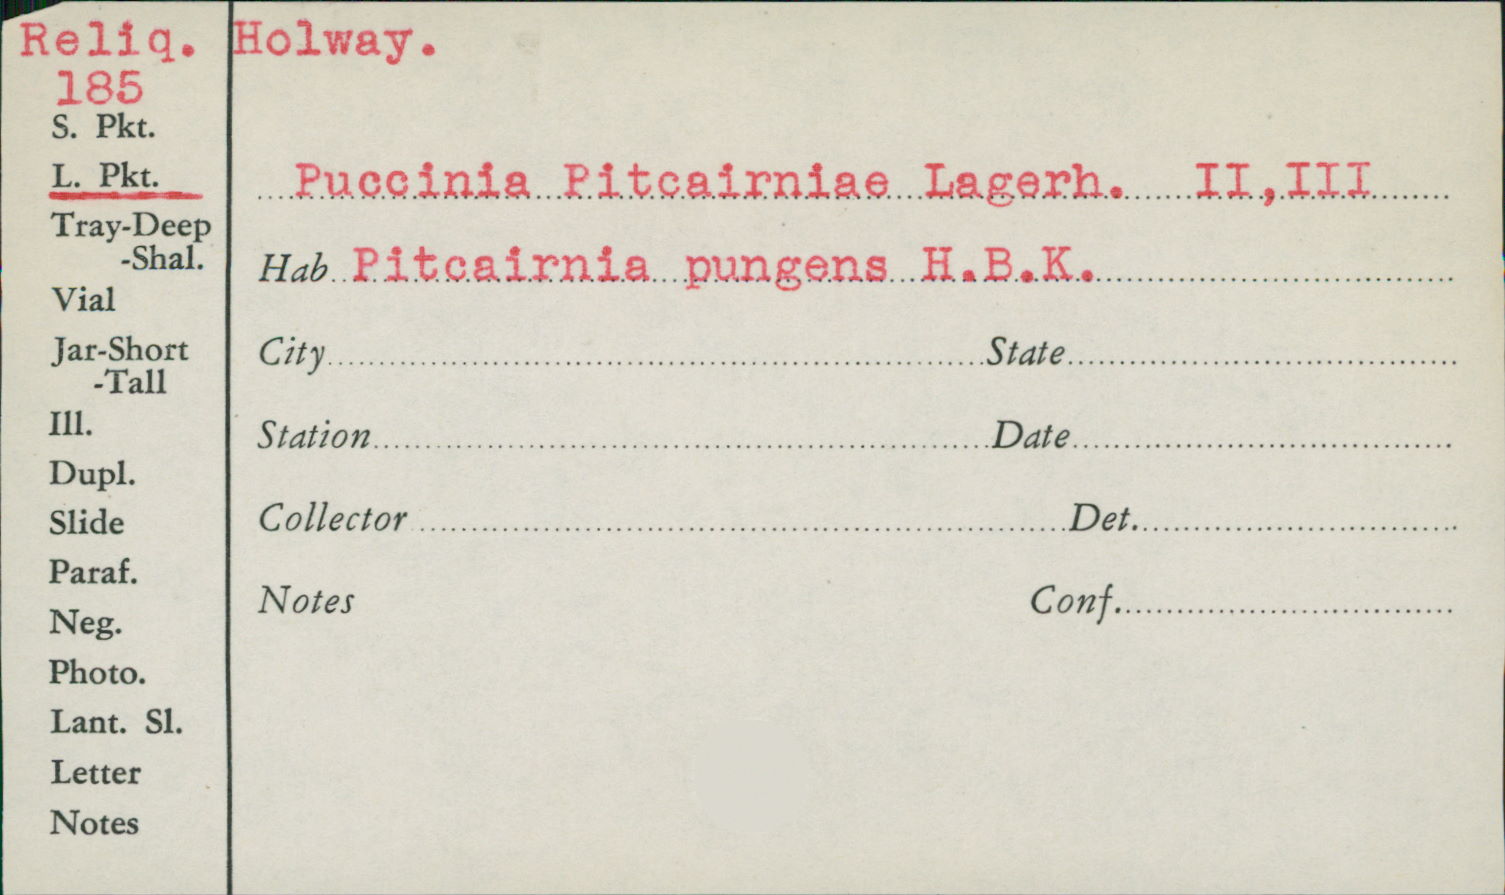 Reliq. Holway.
185
S. Pkt.
L. Pkt.
Puccinia Pitcairniae Lagerh. II,III
Tray-Deep
-Shal.
Hab Pitcairnia pungens H.B.K.
Vial
Jar-Short
-Tall
City State
Ill.
Station Date
Dupl.
Slide
Collector Det.
Paraf.
Notes Conf.
Neg.
Photo.
Lant. Sl.
Letter
Notes